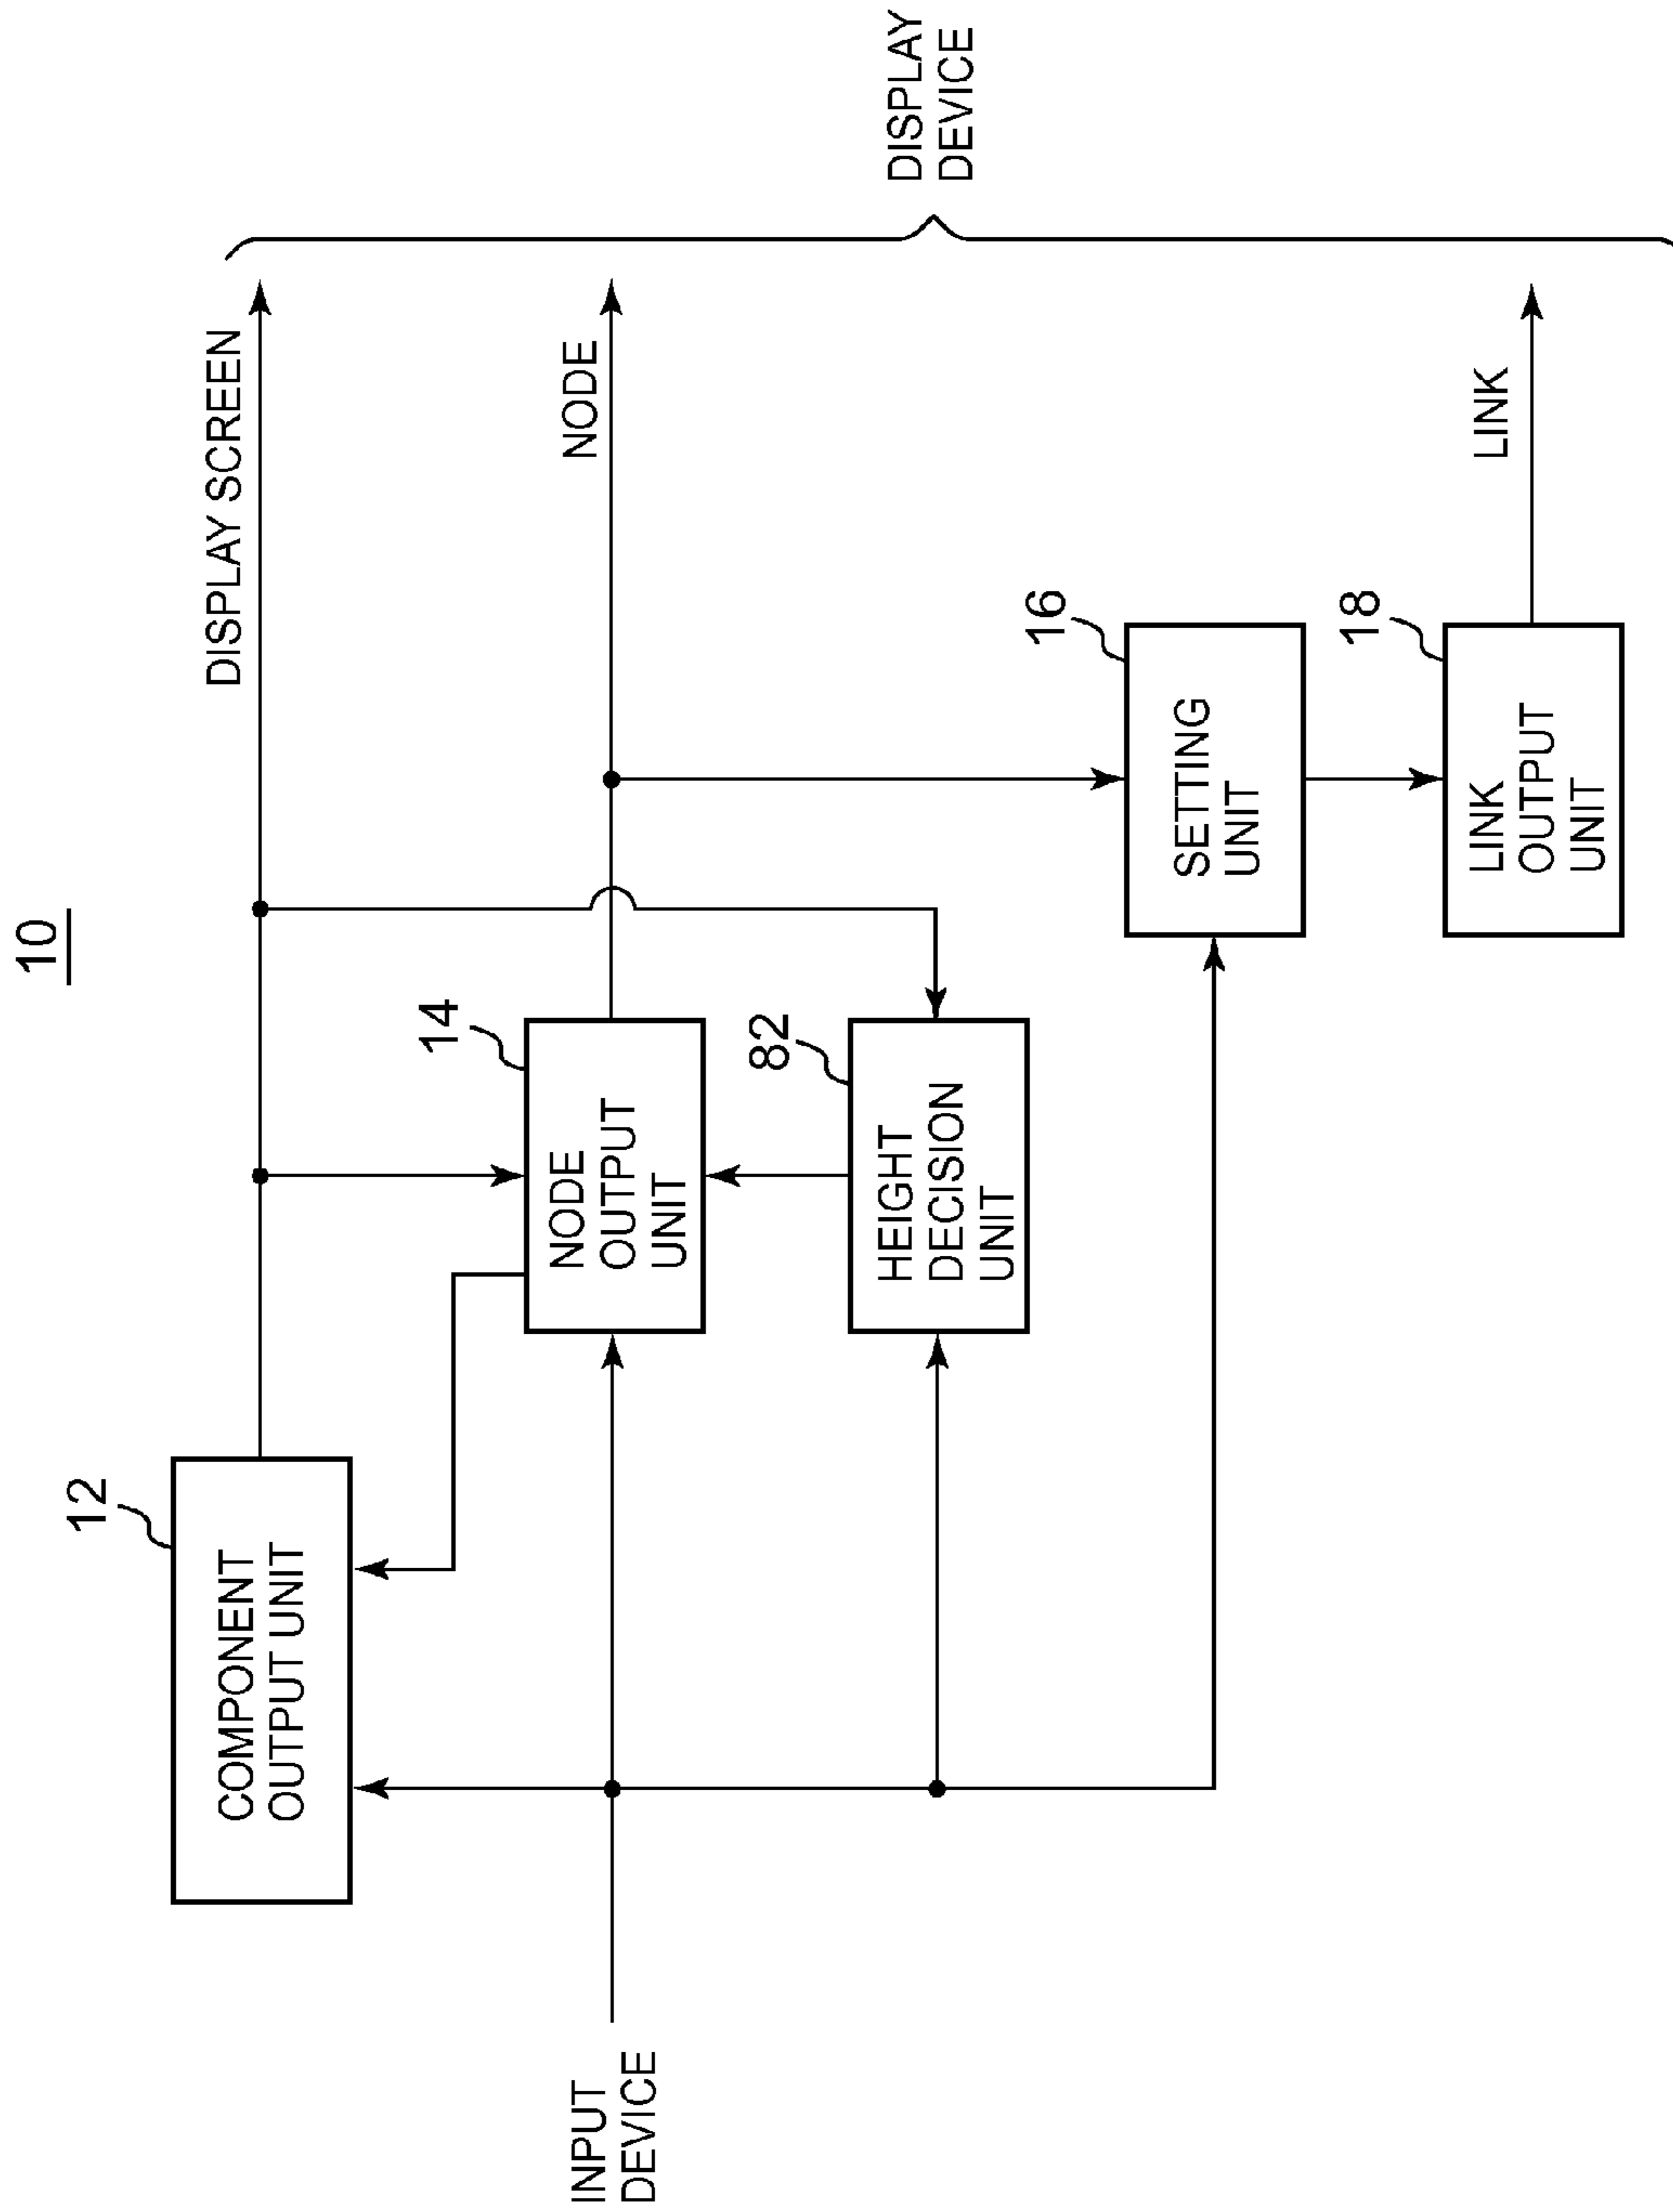 10
12
COMPONENT
OUTPUT UNIT
DISPLAY SCREEN
INPUT
DEVICE
14
NODE
OUTPUT
UNIT
NODE
82
HEIGHT
DECISION
UNIT
DISPLAY
DEVICE
16
SETTING
UNIT
18
LINK
OUTPUT
UNIT
LINK